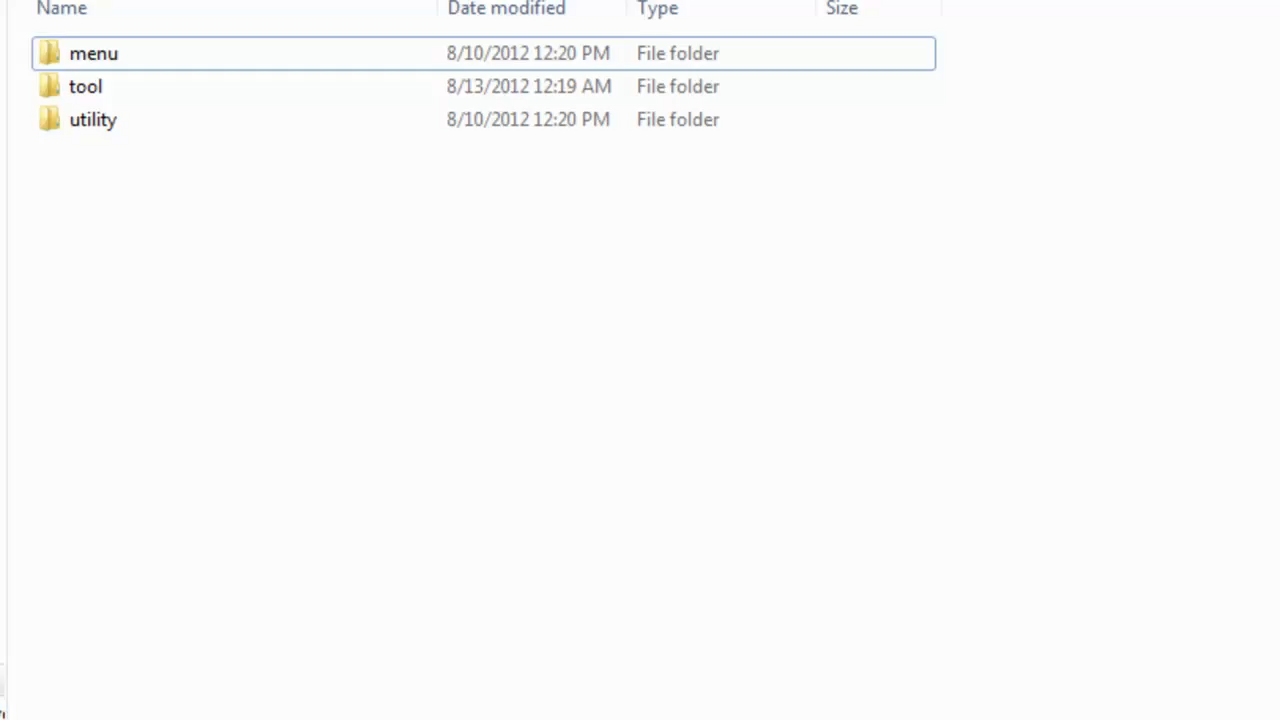 Name Date modified Type Size
menu 8/10/2012 12:20 PM File folder
tool 8/13/2012 12:19 AM File folder
utility 8/10/2012 12:20 PM File folder